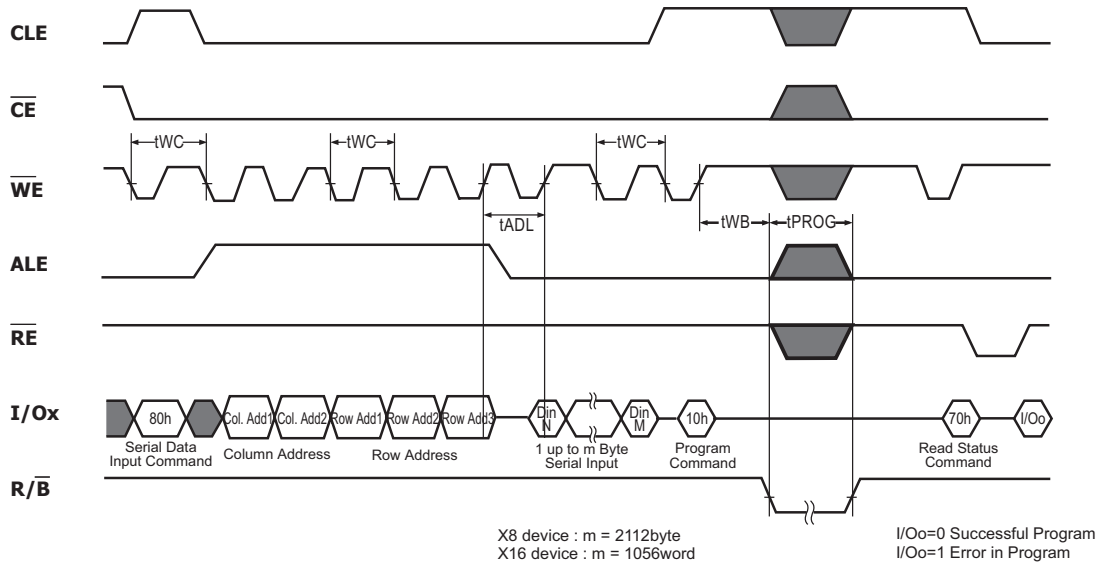 CLE
CE
tWC
tWC
tWC
WE
tADL
tWB
tPROG
ALE
RE
I/Ox
80h
Col. Add1
Col. Add2
Row Add1
Row Add2
Row Add3
Din
N
Din
M
10h
70h
I/Oo
Serial Data
Input Command
Column Address
Row Address
1 up to m Byte
Serial Input
Program
Command
Read Status
Command
R/B
X8 device : m = 2112byte
X16 device : m = 1056word
I/Oo=0 Successful Program
I/Oo=1 Error in Program